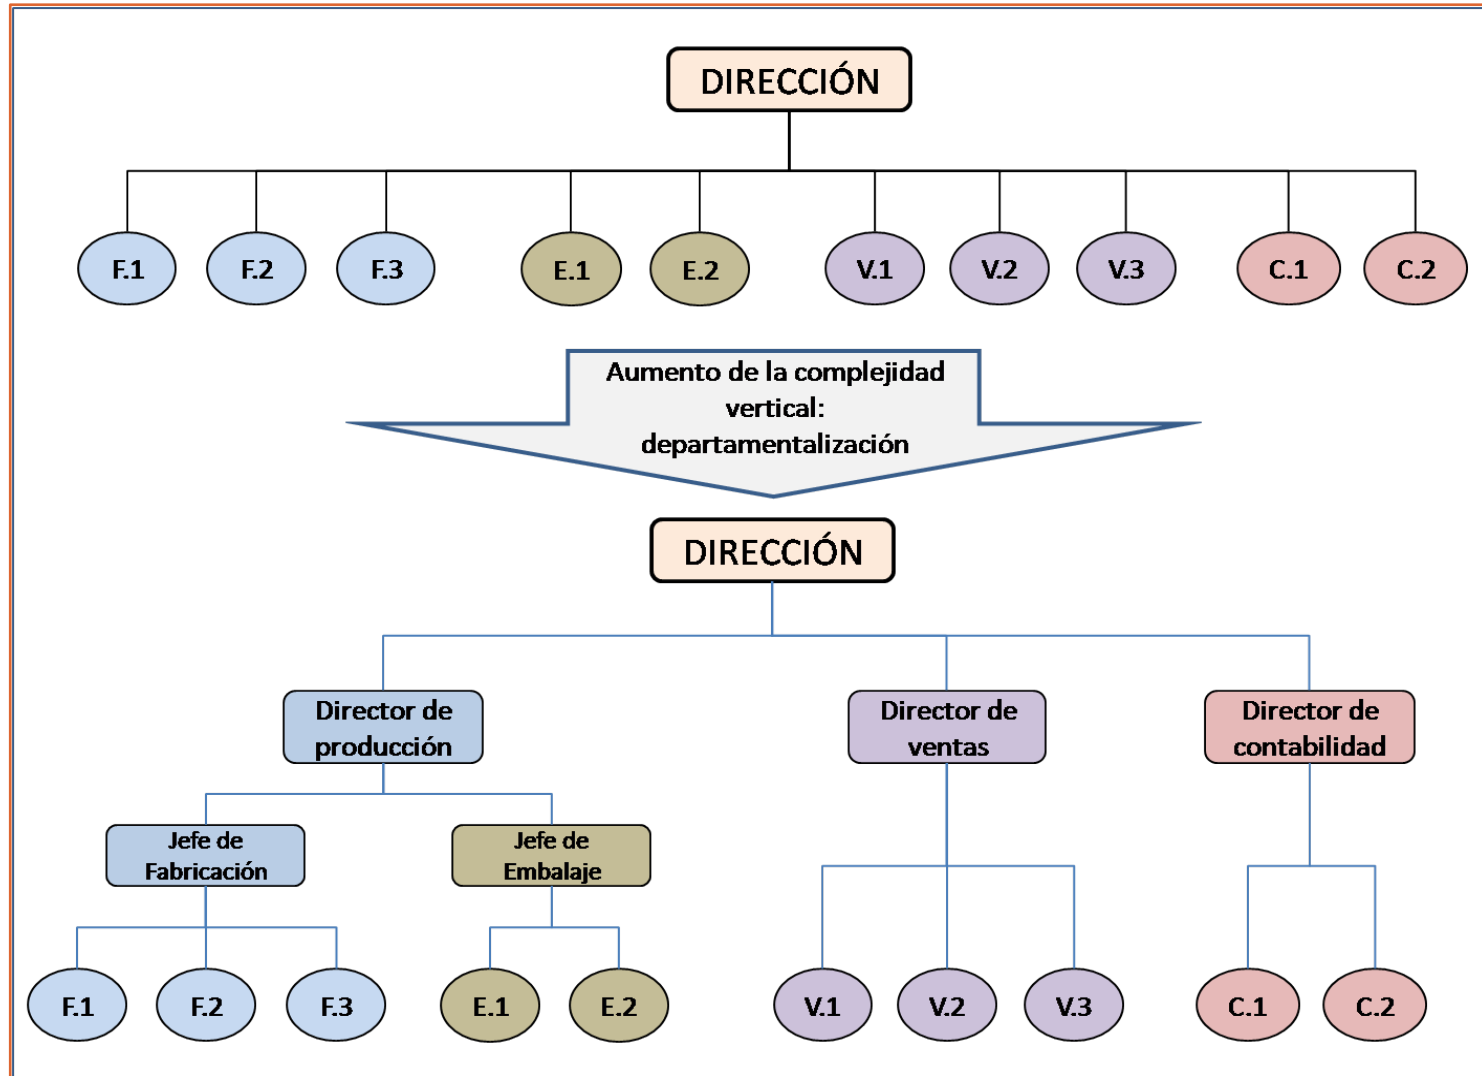 DIRECCIÓN
F.1
F.2
F.3
E.1
E.2
V.1
V.2
V.3
C.1
C.2
Aumento de la complejidad
vertical:
departamentalización
DIRECCIÓN
Director de
producción
Director de
ventas
Director de
contabilidad
Jefe de
Fabricación
Jefe de
Embalaje
F.1
F.2
F.3
E.1
E.2
V.1
V.2
V.3
C.1
C.2